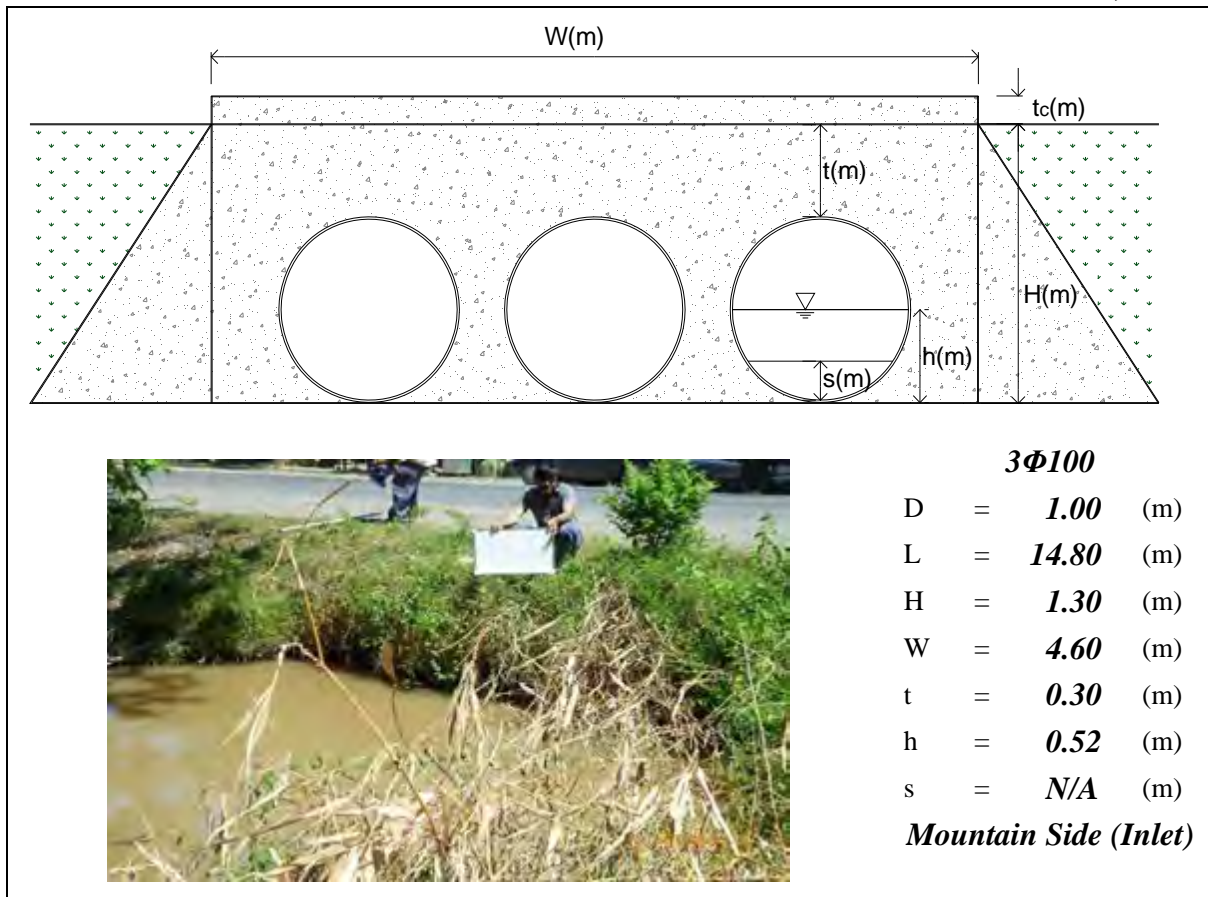 W(m)
tc(m)
t(m)
H(m)
h(m)
s(m)
3Φ100
D = 1.00 (m)
L = 14.80 (m)
H = 1.30 (m)
W = 4.60 (m)
t = 0.30 (m)
h = 0.52 (m)
s = N/A (m)
Mountain Side (Inlet)